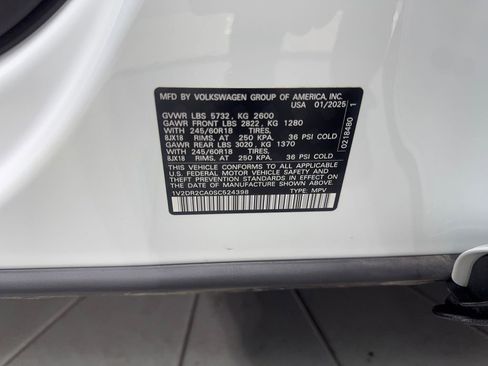 MFD. BY VOLKSWAGEN GROUP OF AMERICA, INC.
USA 01/2025
GVWR LBS 5732 , KG 2600
GAWR FRONT LBS 2822 , KG 1280
WITH 245/60R18 TIRES,
8JX18 RIMS, AT 250 KPA, 36 PSI COLD
GAWR REAR LBS 3020 , KG 1370
WITH 245/60R18 TIRES,
8JX18 RIMS, AT 250 KPA, 36 PSI COLD
THIS VEHICLE CONFORMS TO ALL APPLICABLE
U.S. FEDERAL MOTOR VEHICLE SAFETY
AND THEFT PREVENTION STANDARDS IN EFFECT
ON THE DATE OF MANUFACTURE SHOWN ABOVE
1V2DR2CA0SC524398 TYPE: MPV
0218480 1